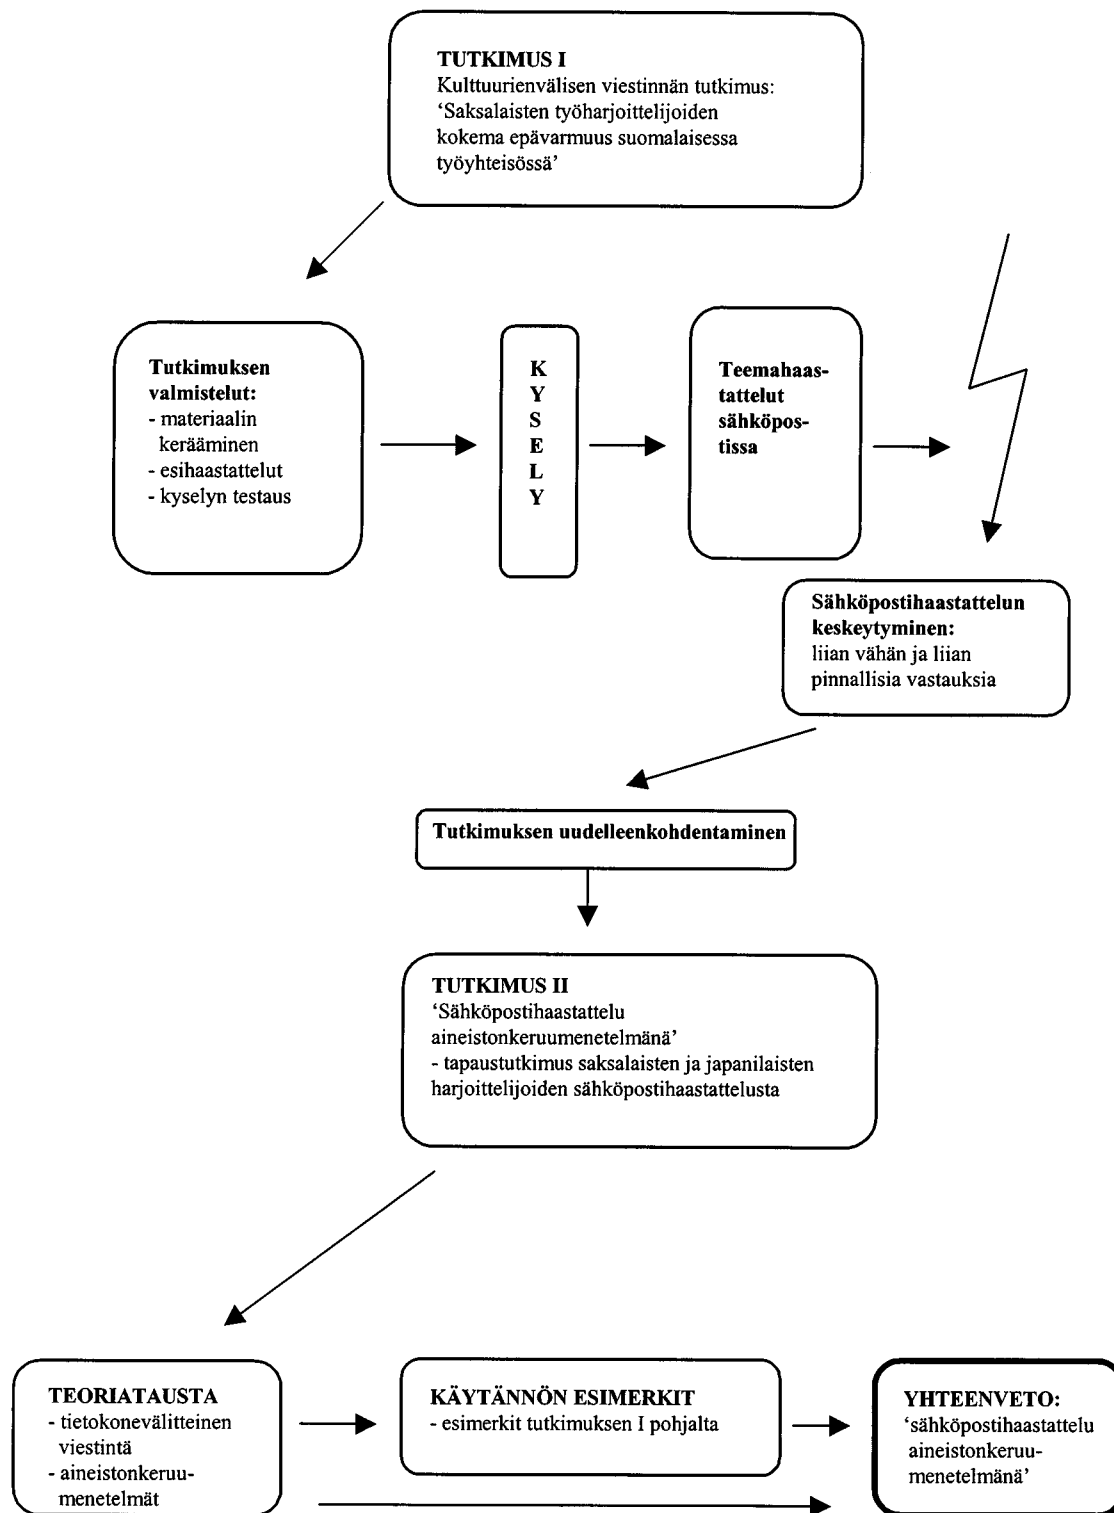 TUTKIMUS I
Kulttuurienvälisen viestinnän tutkimus:
‘Saksalaisten työharjoittelijoiden
kokema epävarmuus suomalaisessa
työyhteisössä’
Tutkimuksen
valmistelut:
- materiaalin
kerääminen
- esihaastattelut
- kyselyn testaus
K
Y
S
E
L
Y
Teemahaas-
tattelut
sähköpos-
tissa
Sähköpostihaastattelun
keskeytyminen:
liian vähän ja liian
pinnallisia vastauksia
Tutkimuksen uudelleenkohdentaminen
TUTKIMUS II
‘Sähköpostihaastattelu
aineistonkeruumenetelmänä’
- tapaustutkimus saksalaisten ja japanilaisten
harjoittelijoiden sähköpostihaastattelusta
TEORIATAUSTA
- tietokonevälitteinen
viestintä
- aineistonkeruu-
menetelmät
KÄYTÄNNÖN ESIMERKIT
- esimerkit tutkimuksen I pohjalta
YHTEENVETO:
‘sähköpostihaastattelu
aineistonkeruu-
menetelmänä’